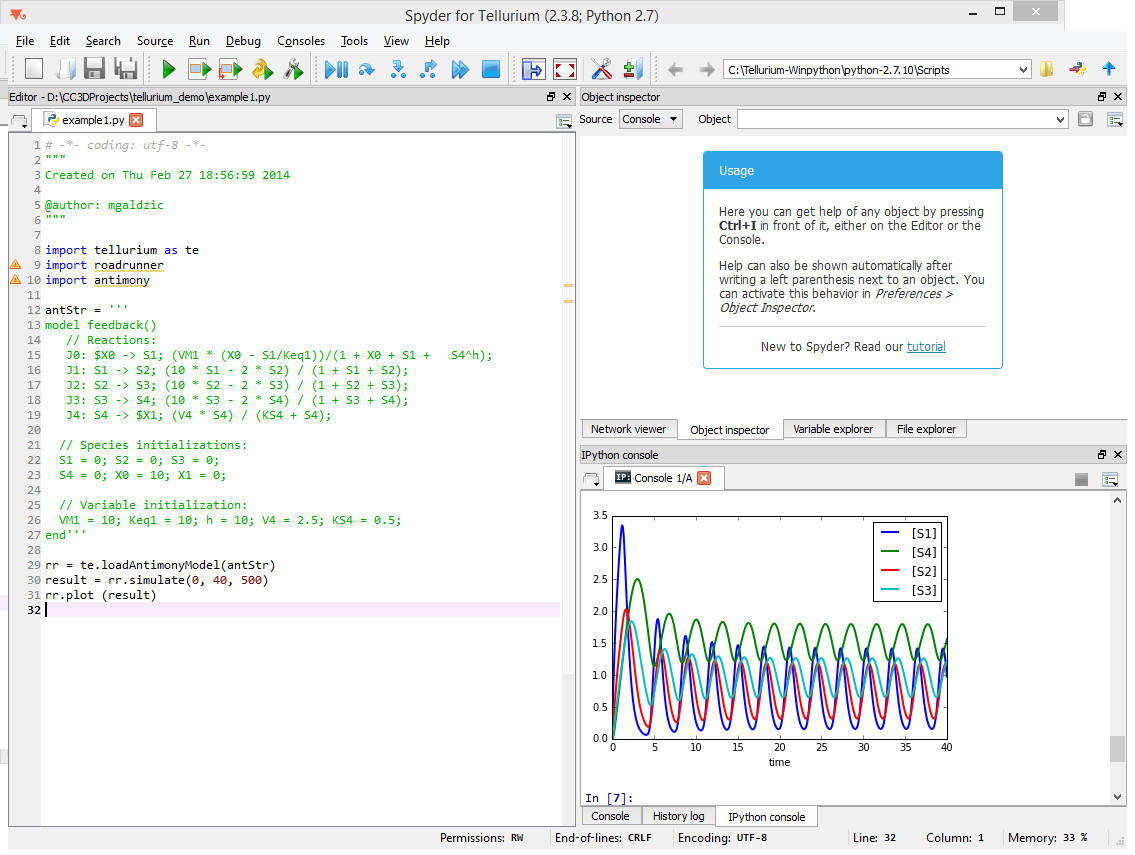 Spyder for Tellurium (2.3.8; Python 2.7)
File Edit Search Source Run Debug Consoles Tools View Help
C:\Tellurium-Winpython\python-2.7.10\Scripts
Editor - D:\CC3DProjects\tellurium_demo\example1.py
example1.py
1 # -*- coding: utf-8 -*-
2 """
3 Created on Thu Feb 27 18:56:59 2014
4
5 @author: mgaldzic
6 """
7
8 import tellurium as te
9 import roadrunner
10 import antimony
11
12 antStr = '''
13 model feedback()
14 // Reactions:
15 J0: $X0 -> S1; (VM1 * (X0 - S1/Keq1))/(1 + X0 + S1 + S4^h);
16 J1: S1 -> S2; (10 * S1 - 2 * S2) / (1 + S1 + S2);
17 J2: S2 -> S3; (10 * S2 - 2 * S3) / (1 + S2 + S3);
18 J3: S3 -> S4; (10 * S3 - 2 * S4) / (1 + S3 + S4);
19 J4: S4 -> $X1; (V4 * S4) / (KS4 + S4);
20
21 // Species initializations:
22 S1 = 0; S2 = 0; S3 = 0;
23 S4 = 0; X0 = 10; X1 = 0;
24
25 // Variable initialization:
26 VM1 = 10; Keq1 = 10; h = 10; V4 = 2.5; KS4 = 0.5;
27 end'''
28
29 rr = te.loadAntimonyModel(antStr)
30 result = rr.simulate(0, 40, 500)
31 rr.plot (result)
32
Object inspector
Source Console Object
Usage
Here you can get help of any object by pressing
Ctrl+I in front of it, either on the Editor or the
Console.
Help can also be shown automatically after
writing a left parenthesis next to an object. You
can activate this behavior in Preferences >
Object Inspector.
New to Spyder? Read our tutorial
Network viewer Object inspector Variable explorer File explorer
IPython console
IP: Console 1/A
3.5
3.0
2.5
2.0
1.5
1.0
0.5
0.0
0 5 10 15 20 25 30 35 40
time
[S1]
[S4]
[S2]
[S3]
In [7]:
Console History log IPython console
Permissions: RW End-of-lines: CRLF Encoding: UTF-8 Line: 32 Column: 1 Memory: 33 %